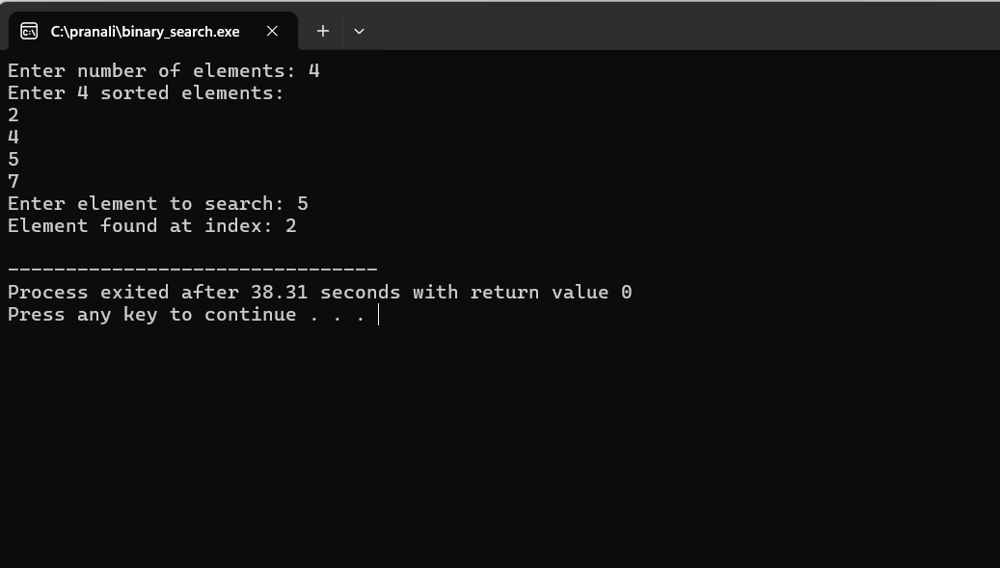 C:\pranali\binary_search.exe
Enter number of elements: 4
Enter 4 sorted elements:
2
4
5
7
Enter element to search: 5
Element found at index: 2
--------------------------------
Process exited after 38.31 seconds with return value 0
Press any key to continue . . .